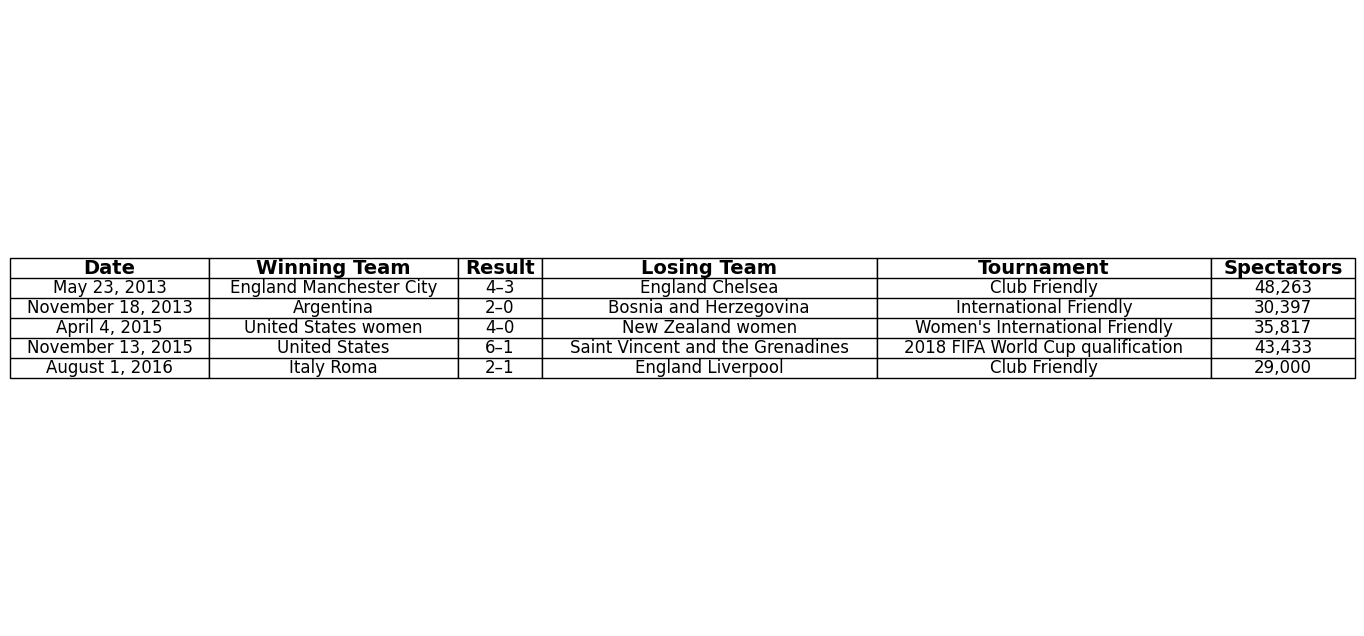 Date Winning Team Result Losing Team Tournament Spectators
May 23, 2013 England Manchester City 4–3 England Chelsea Club Friendly 48,263
November 18, 2013 Argentina 2–0 Bosnia and Herzegovina International Friendly 30,397
April 4, 2015 United States women 4–0 New Zealand women Women's International Friendly 35,817
November 13, 2015 United States 6–1 Saint Vincent and the Grenadines 2018 FIFA World Cup qualification 43,433
August 1, 2016 Italy Roma 2–1 England Liverpool Club Friendly 29,000